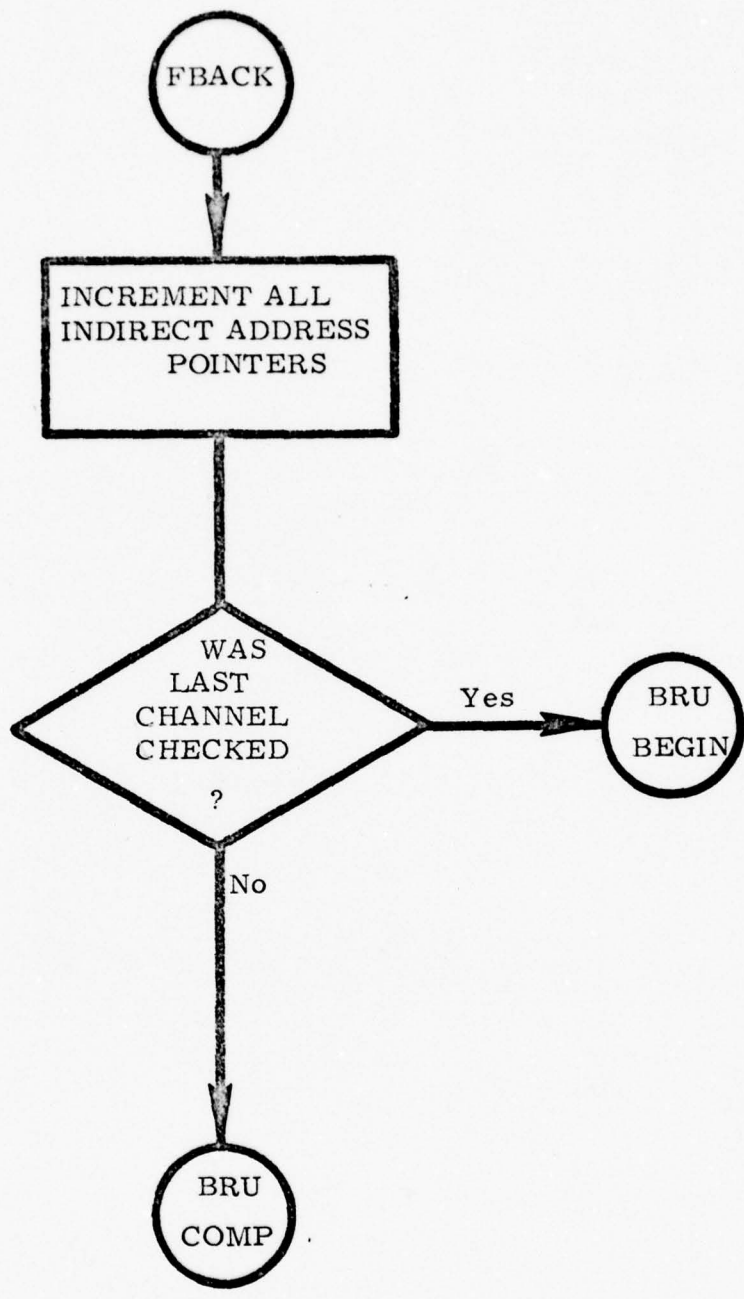 FBACK
INCREMENT ALL
INDIRECT ADDRESS
POINTERS
WAS
LAST
CHANNEL
CHECKED
?
Yes
BRU
BEGIN
No
BRU
COMP